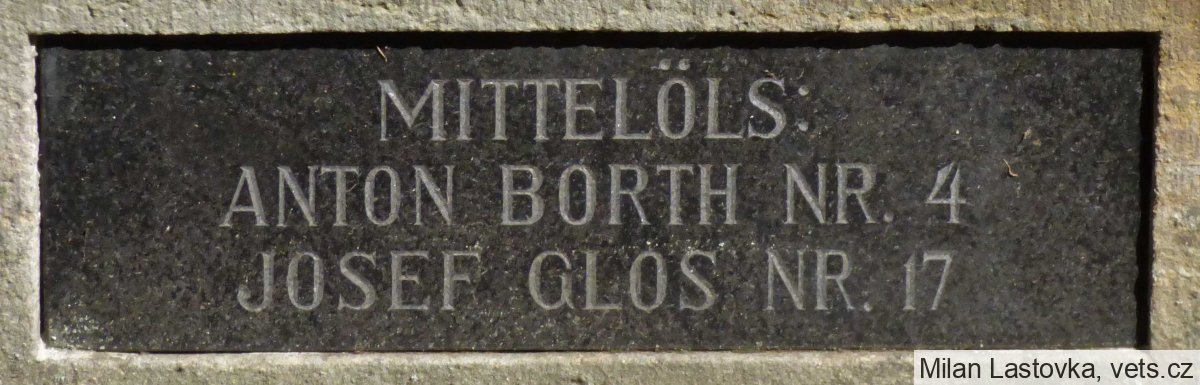 MITTELÖLS:
ANTON BORTH NR. 4
JOSEF GLOS NR. 17
Milan Lastovka, vets.cz